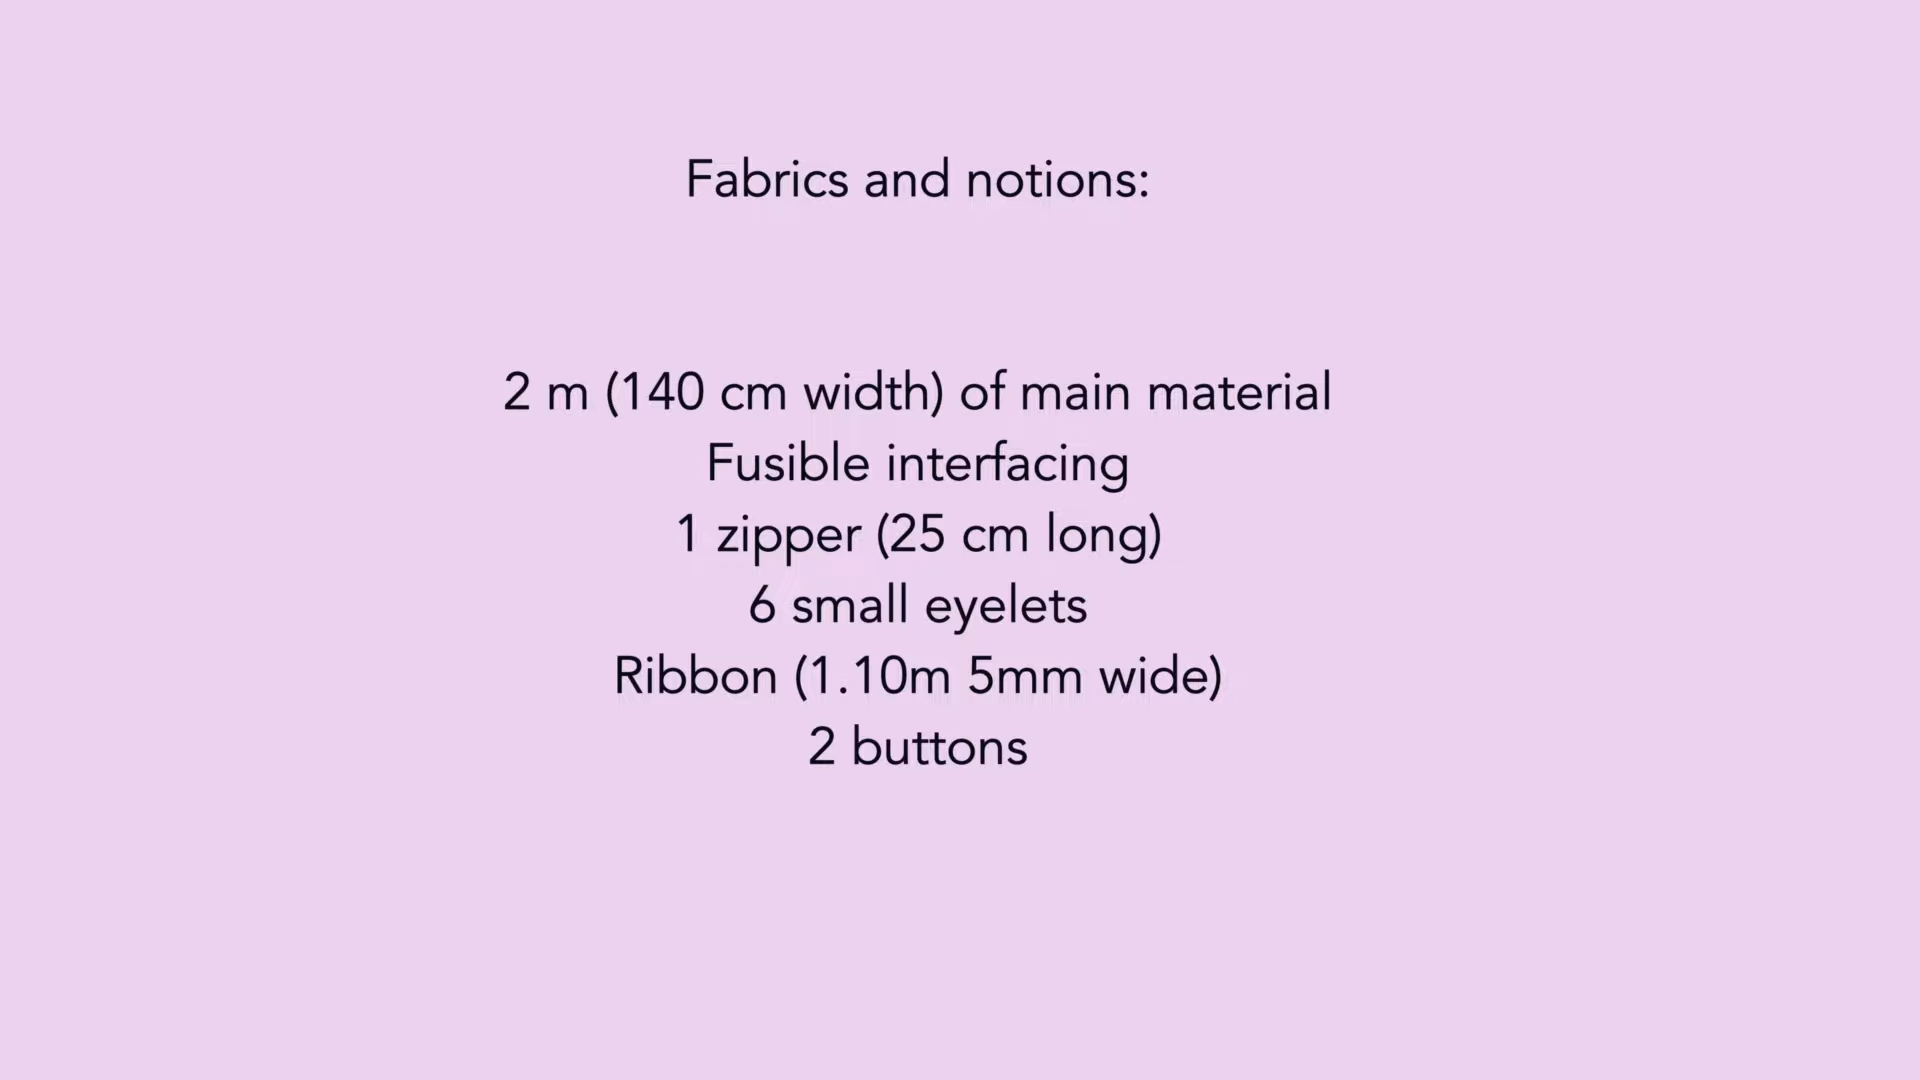 Fabrics and notions:
2 m (140 cm width) of main material
Fusible interfacing
1 zipper (25 cm long)
6 small eyelets
Ribbon (1.10m 5mm wide)
2 buttons